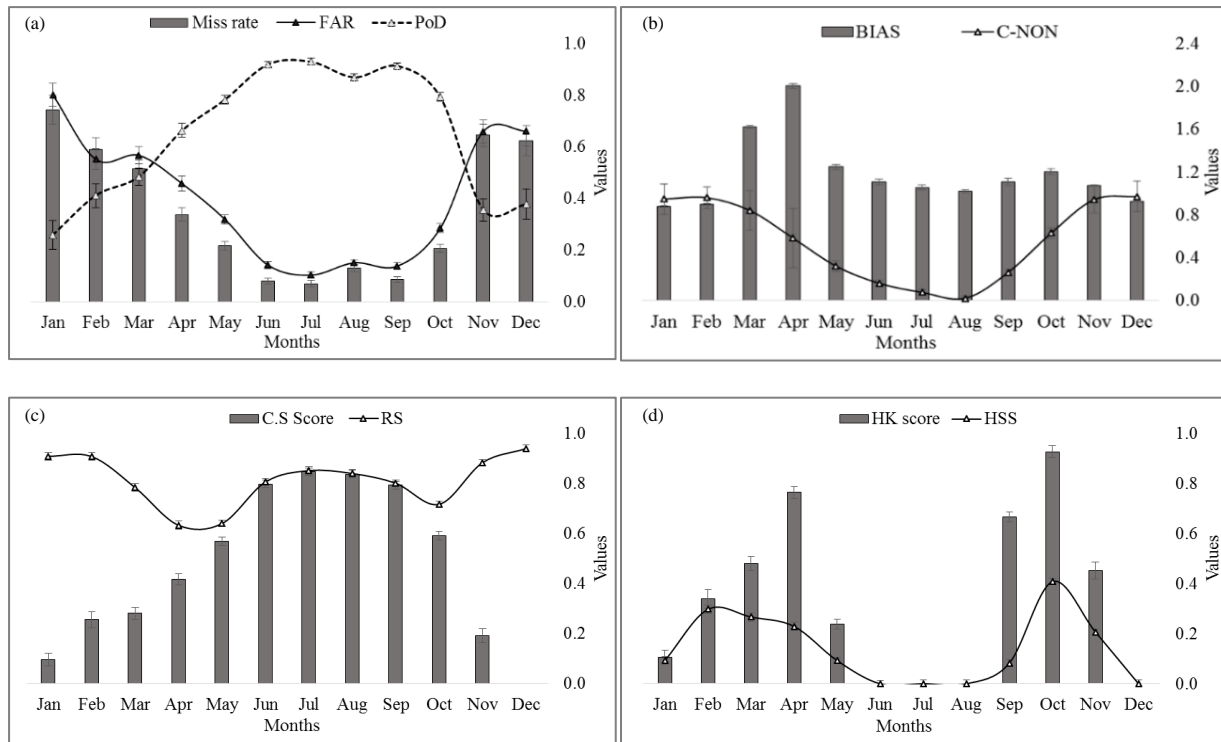 (a)
Miss rate FAR PoD
1.0
0.8
0.6
0.4
0.2
0.0
Values
Jan Feb Mar Apr May Jun Jul Aug Sep Oct Nov Dec
Months
(b)
BIAS C-NON
2.4
2.0
1.6
1.2
0.8
0.4
0.0
Values
Jan Feb Mar Apr May Jun Jul Aug Sep Oct Nov Dec
Months
(c)
C.S Score RS
1.0
0.8
0.6
0.4
0.2
0.0
Values
Jan Feb Mar Apr May Jun Jul Aug Sep Oct Nov Dec
Months
(d)
HK score HSS
1.0
0.8
0.6
0.4
0.2
0.0
Values
Jan Feb Mar Apr May Jun Jul Aug Sep Oct Nov Dec
Months